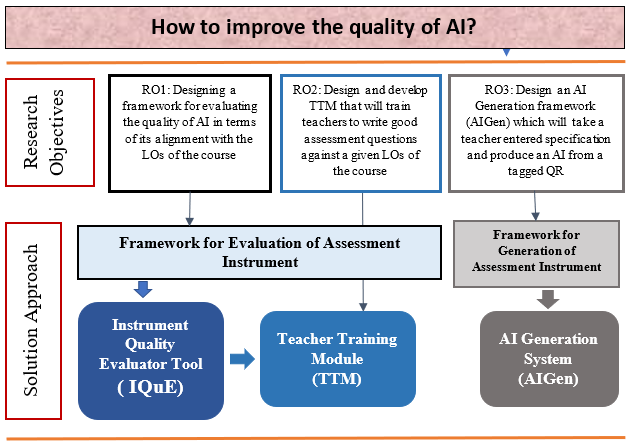 How to improve the quality of AI?
Research
Objectives
RO1: Designing a
framework for evaluating
the quality of AI in terms
of its alignment with the
LOs of the course
RO2: Design and develop
TTM that will train
teachers to write good
assessment questions
against a given LOs of
the course
RO3: Design an AI
Generation framework
(AIGen) which will take a
teacher entered specification
and produce an AI from a
tagged QR
Solution Approach
Framework for Evaluation of Assessment
Instrument
Framework for
Generation of
Assessment Instrument
Instrument
Quality
Evaluator Tool
( IQuE)
Teacher Training
Module
(TTM)
AI Generation
System
(AIGen)